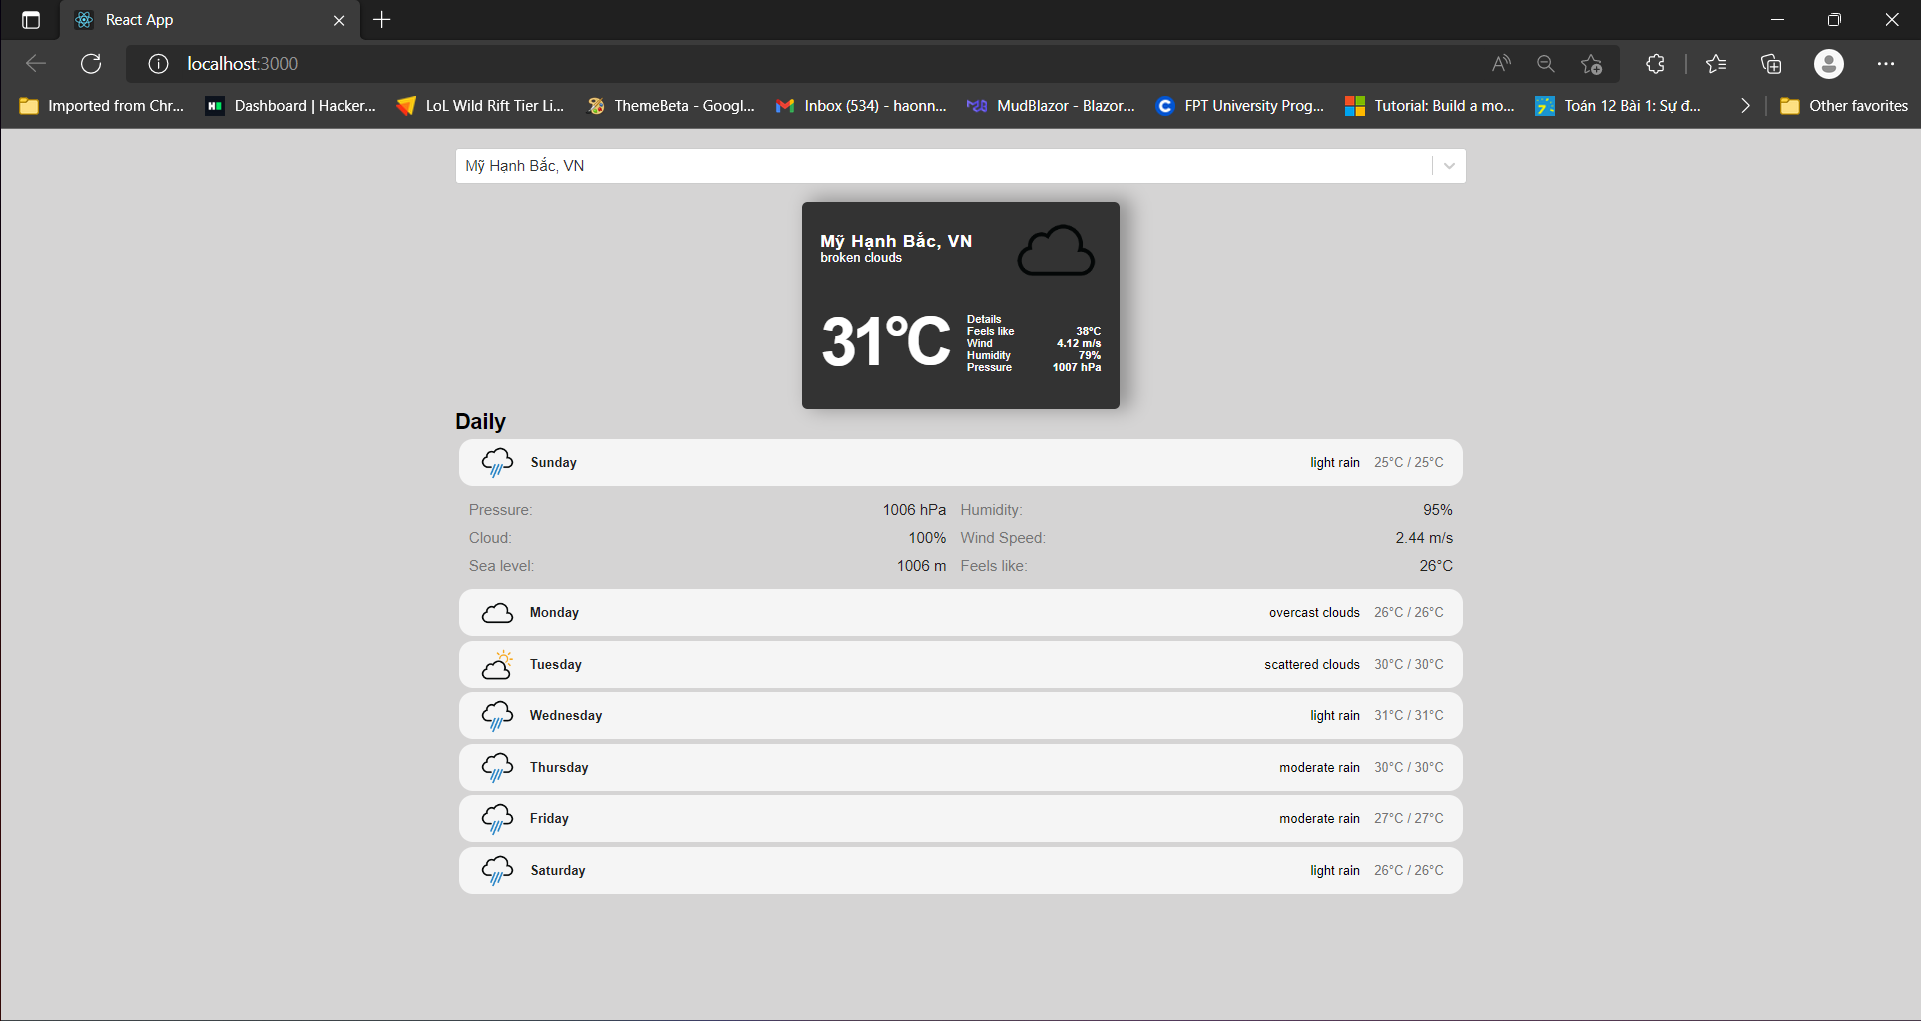 React App
localhost:3000
Imported from Chr... Dashboard | Hacker... LoL Wild Rift Tier Li... ThemeBeta - Googl... Inbox (534) - haonn... MudBlazor - Blazor... FPT University Prog... Tutorial: Build a mo... Toán 12 Bài 1: Sự đ... Other favorites
Mỹ Hạnh Bắc, VN
Mỹ Hạnh Bắc, VN
broken clouds
31°C
Details
Feels like 38°C
Wind 4.12 m/s
Humidity 79%
Pressure 1007 hPa
Daily
Sunday light rain 25°C / 25°C
Pressure: 1006 hPa Humidity: 95%
Cloud: 100% Wind Speed: 2.44 m/s
Sea level: 1006 m Feels like: 26°C
Monday overcast clouds 26°C / 26°C
Tuesday scattered clouds 30°C / 30°C
Wednesday light rain 31°C / 31°C
Thursday moderate rain 30°C / 30°C
Friday moderate rain 27°C / 27°C
Saturday light rain 26°C / 26°C